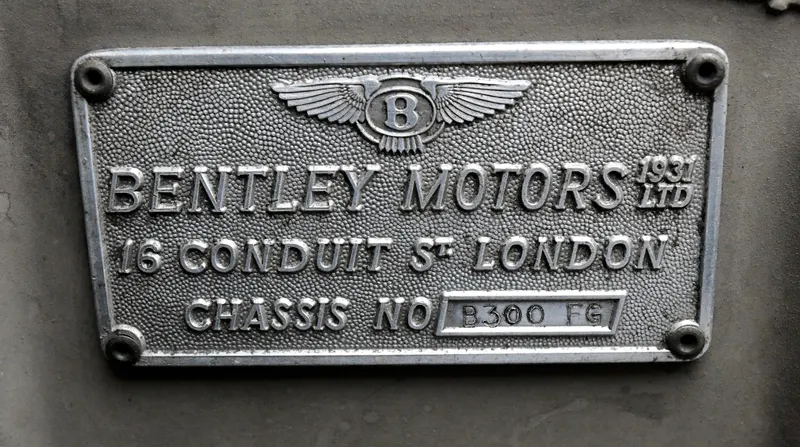 B
BENTLEY MOTORS 1931 LTD
16 CONDUIT ST LONDON
CHASSIS NO B300 FG